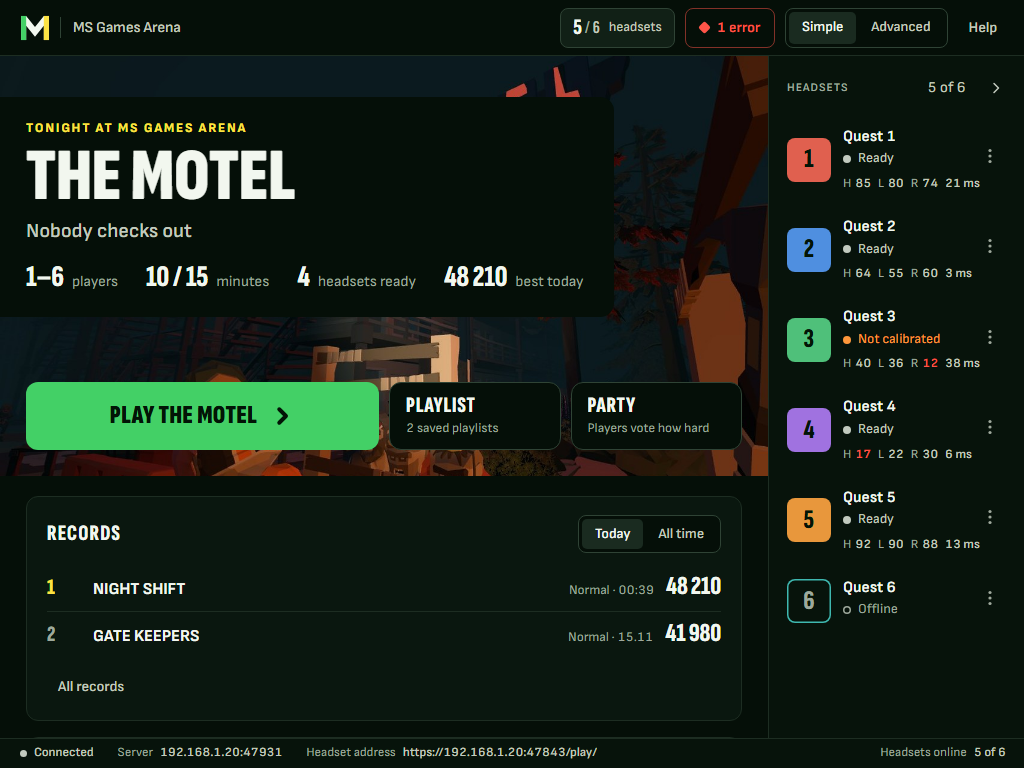 M MS Games Arena
5 / 6 headsets
1 error
Simple Advanced
Help
TONIGHT AT MS GAMES ARENA
THE MOTEL
Nobody checks out
1–6 players 10 / 15 minutes 4 headsets ready 48 210 best today
PLAY THE MOTEL
PLAYLIST
2 saved playlists
PARTY
Players vote how hard
RECORDS
Today All time
1 NIGHT SHIFT Normal · 00:39 48 210
2 GATE KEEPERS Normal · 15.11 41 980
All records
HEADSETS 5 of 6
1
Quest 1
Ready
H 85 L 80 R 74 21 ms
2
Quest 2
Ready
H 64 L 55 R 60 3 ms
3
Quest 3
Not calibrated
H 40 L 36 R 12 38 ms
4
Quest 4
Ready
H 17 L 22 R 30 6 ms
5
Quest 5
Ready
H 92 L 90 R 88 13 ms
6
Quest 6
Offline
Connected Server 192.168.1.20:47931 Headset address https://192.168.1.20:47843/play/ Headsets online 5 of 6